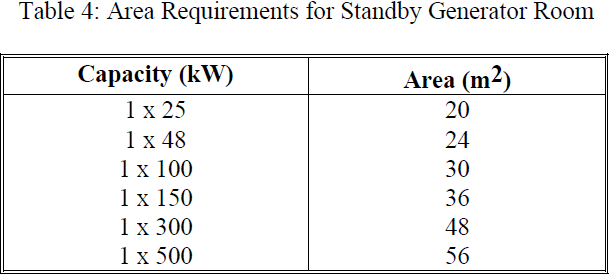 Table 4: Area Requirements for Standby Generator Room
Capacity (kW) Area (m2)
1 x 25 20
1 x 48 24
1 x 100 30
1 x 150 36
1 x 300 48
1 x 500 56